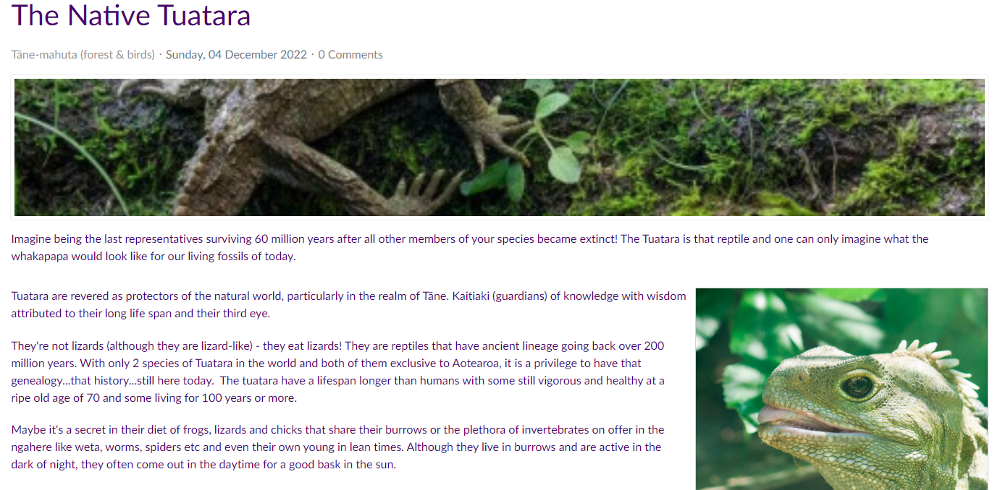 The Native Tuatara
Tāne-mahuta (forest & birds) · Sunday, 04 December 2022 · 0 Comments
Imagine being the last representatives surviving 60 million years after all other members of your species became extinct! The Tuatara is that reptile and one can only imagine what the
whakapapa would look like for our living fossils of today.
Tuatara are revered as protectors of the natural world, particularly in the realm of Tāne. Kaitiaki (guardians) of knowledge with wisdom
attributed to their long life span and their third eye.
They're not lizards (although they are lizard-like) - they eat lizards! They are reptiles that have ancient lineage going back over 200
million years. With only 2 species of Tuatara in the world and both of them exclusive to Aotearoa, it is a privilege to have that
genealogy...that history...still here today.  The tuatara have a lifespan longer than humans with some still vigorous and healthy at a
ripe old age of 70 and some living for 100 years or more.
Maybe it's a secret in their diet of frogs, lizards and chicks that share their burrows or the plethora of invertebrates on offer in the
ngahere like weta, worms, spiders etc and even their own young in lean times. Although they live in burrows and are active in the
dark of night, they often come out in the daytime for a good bask in the sun.